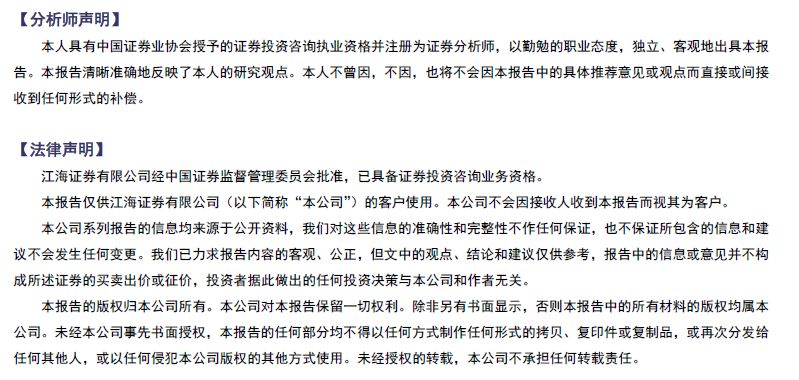 【分析师声明】
本人具有中国证券业协会授予的证券投资咨询执业资格并注册为证券分析师，以勤勉的职业态度，独立、客观地出具本报
告。本报告清晰准确地反映了本人的研究观点。本人不曾因，不因，也将不会因本报告中的具体推荐意见或观点而直接或间接
收到任何形式的补偿。
【法律声明】
江海证券有限公司经中国证券监督管理委员会批准，已具备证券投资咨询业务资格。
本报告仅供江海证券有限公司（以下简称“本公司”）的客户使用。本公司不会因接收人收到本报告而视其为客户。
本公司系列报告的信息均来源于公开资料，我们对这些信息的准确性和完整性不作任何保证，也不保证所包含的信息和建
议不会发生任何变更。我们已力求报告内容的客观、公正，但文中的观点、结论和建议仅供参考，报告中的信息或意见并不构
成所述证券的买卖出价或征价，投资者据此做出的任何投资决策与本公司和作者无关。
本报告的版权归本公司所有。本公司对本报告保留一切权利。除非另有书面显示，否则本报告中的所有材料的版权均属本
公司。未经本公司事先书面授权，本报告的任何部分均不得以任何方式制作任何形式的拷贝、复印件或复制品，或再次分发给
任何其他人，或以任何侵犯本公司版权的其他方式使用。未经授权的转载，本公司不承担任何转载责任。